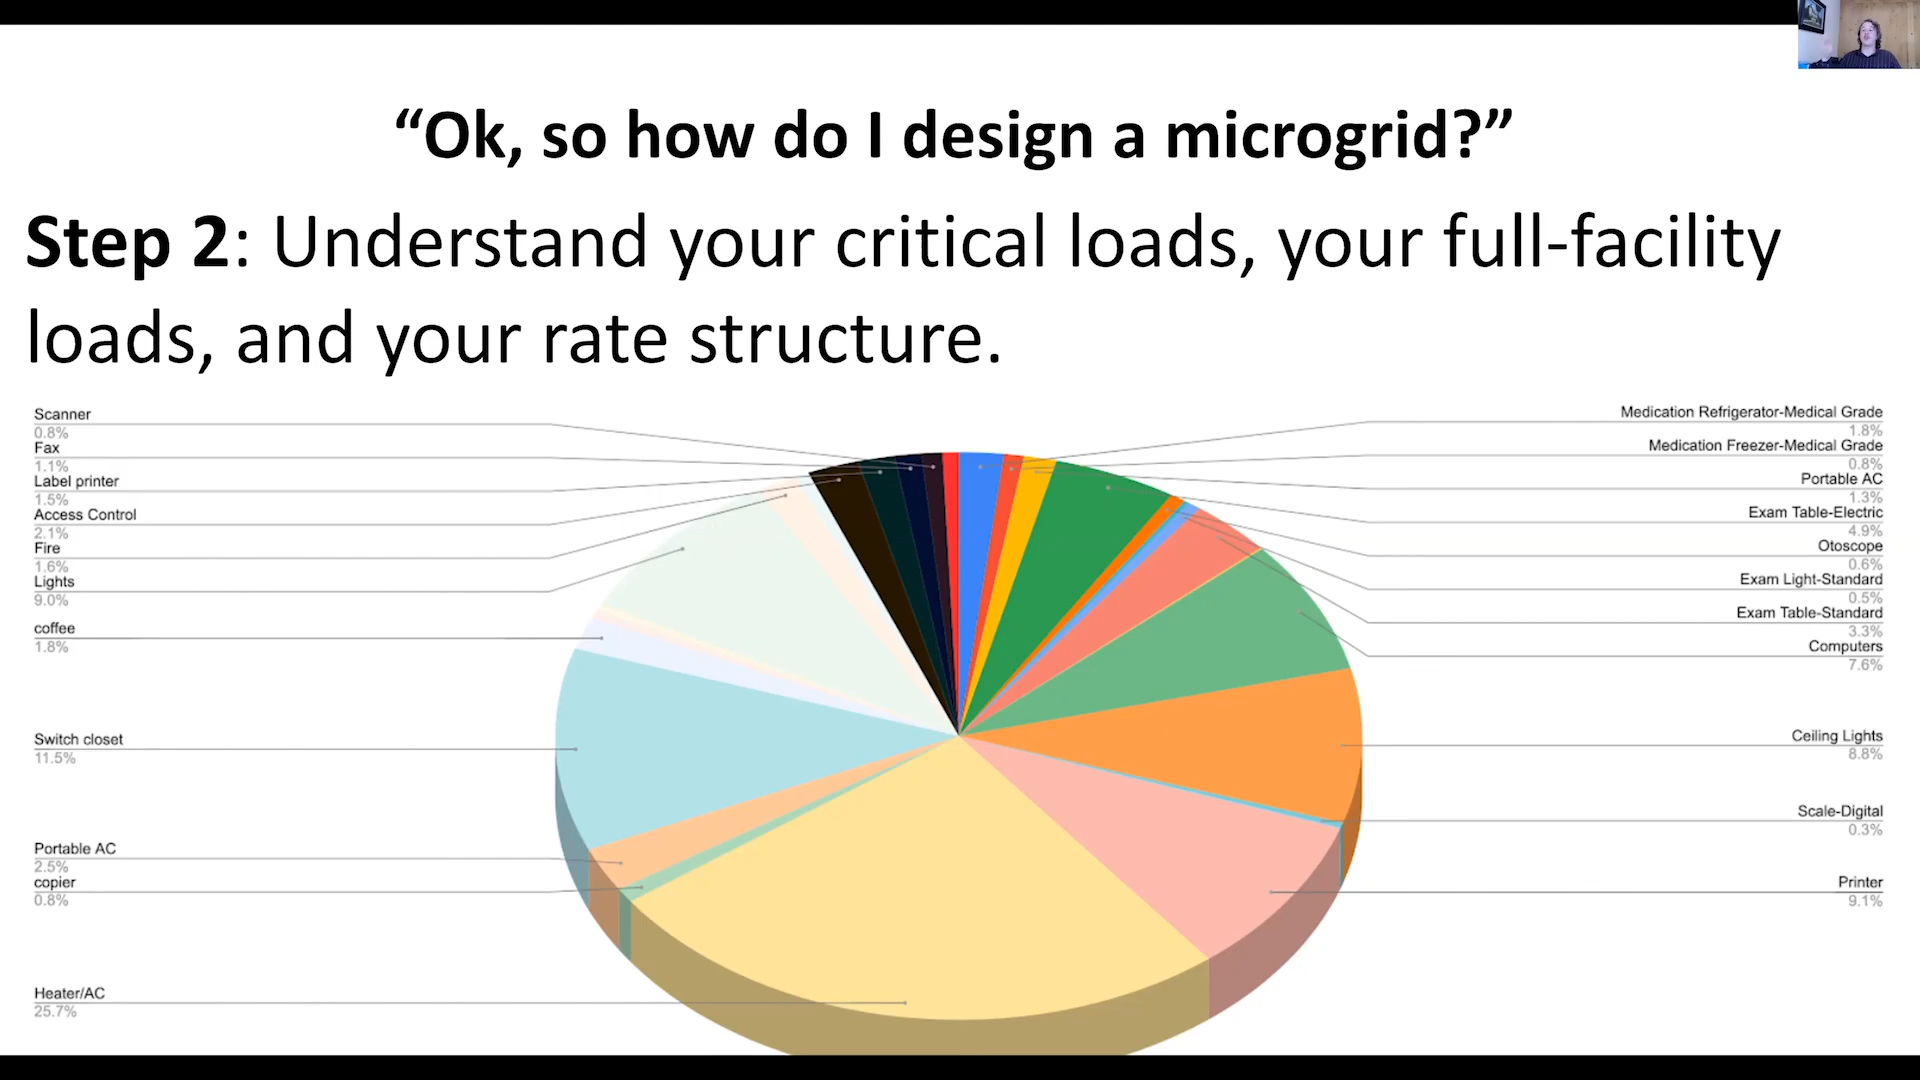 “Ok, so how do I design a microgrid?”
Step 2: Understand your critical loads, your full-facility
loads, and your rate structure.
Scanner
0.8%
Fax
1.1%
Label printer
1.5%
Access Control
2.1%
Fire
1.6%
Lights
9.0%
coffee
1.8%
Switch closet
11.5%
Portable AC
2.5%
copier
0.8%
Heater/AC
25.7%
Medication Refrigerator-Medical Grade
1.8%
Medication Freezer-Medical Grade
0.8%
Portable AC
1.3%
Exam Table-Electric
4.9%
Otoscope
0.6%
Exam Light-Standard
0.5%
Exam Table-Standard
3.3%
Computers
7.6%
Ceiling Lights
8.8%
Scale-Digital
0.3%
Printer
9.1%